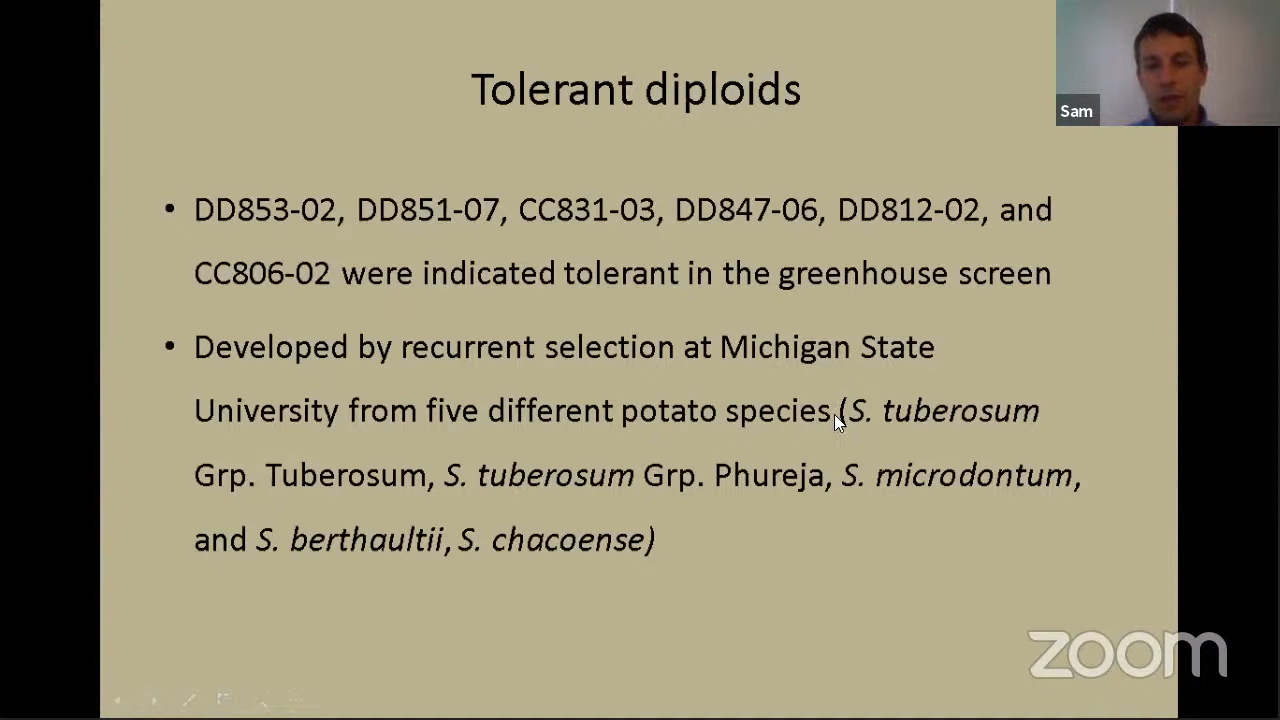 Tolerant diploids
Sam
• DD853-02, DD851-07, CC831-03, DD847-06, DD812-02, and
CC806-02 were indicated tolerant in the greenhouse screen
• Developed by recurrent selection at Michigan State
University from five different potato species (S. tuberosum
Grp. Tuberosum, S. tuberosum Grp. Phureja, S. microdontum,
and S. berthaultii, S. chacoense)
zoom